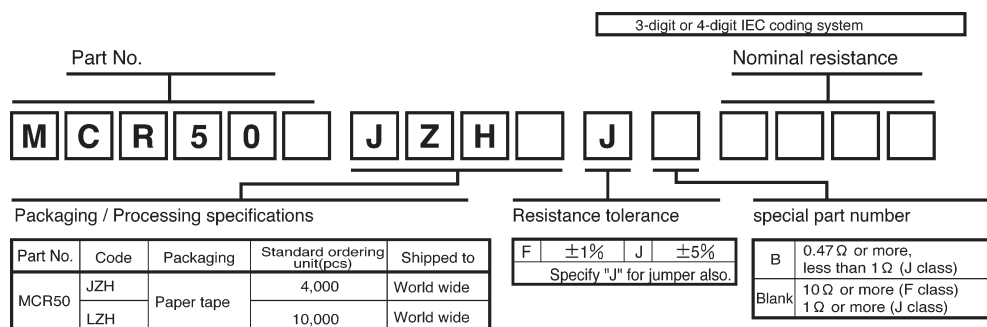 3-digit or 4-digit IEC coding system
Part No.
Nominal resistance
M C R 5 0 J Z H J
Packaging / Processing specifications
Resistance tolerance
special part number
Part No. Code Packaging Standard ordering unit(pcs) Shipped to
MCR50 JZH Paper tape 4,000 World wide
LZH 10,000 World wide
F ±1% J ±5%
Specify "J" for jumper also.
B 0.47Ω or more,
less than 1Ω (J class)
Blank 10Ω or more (F class)
1Ω or more (J class)